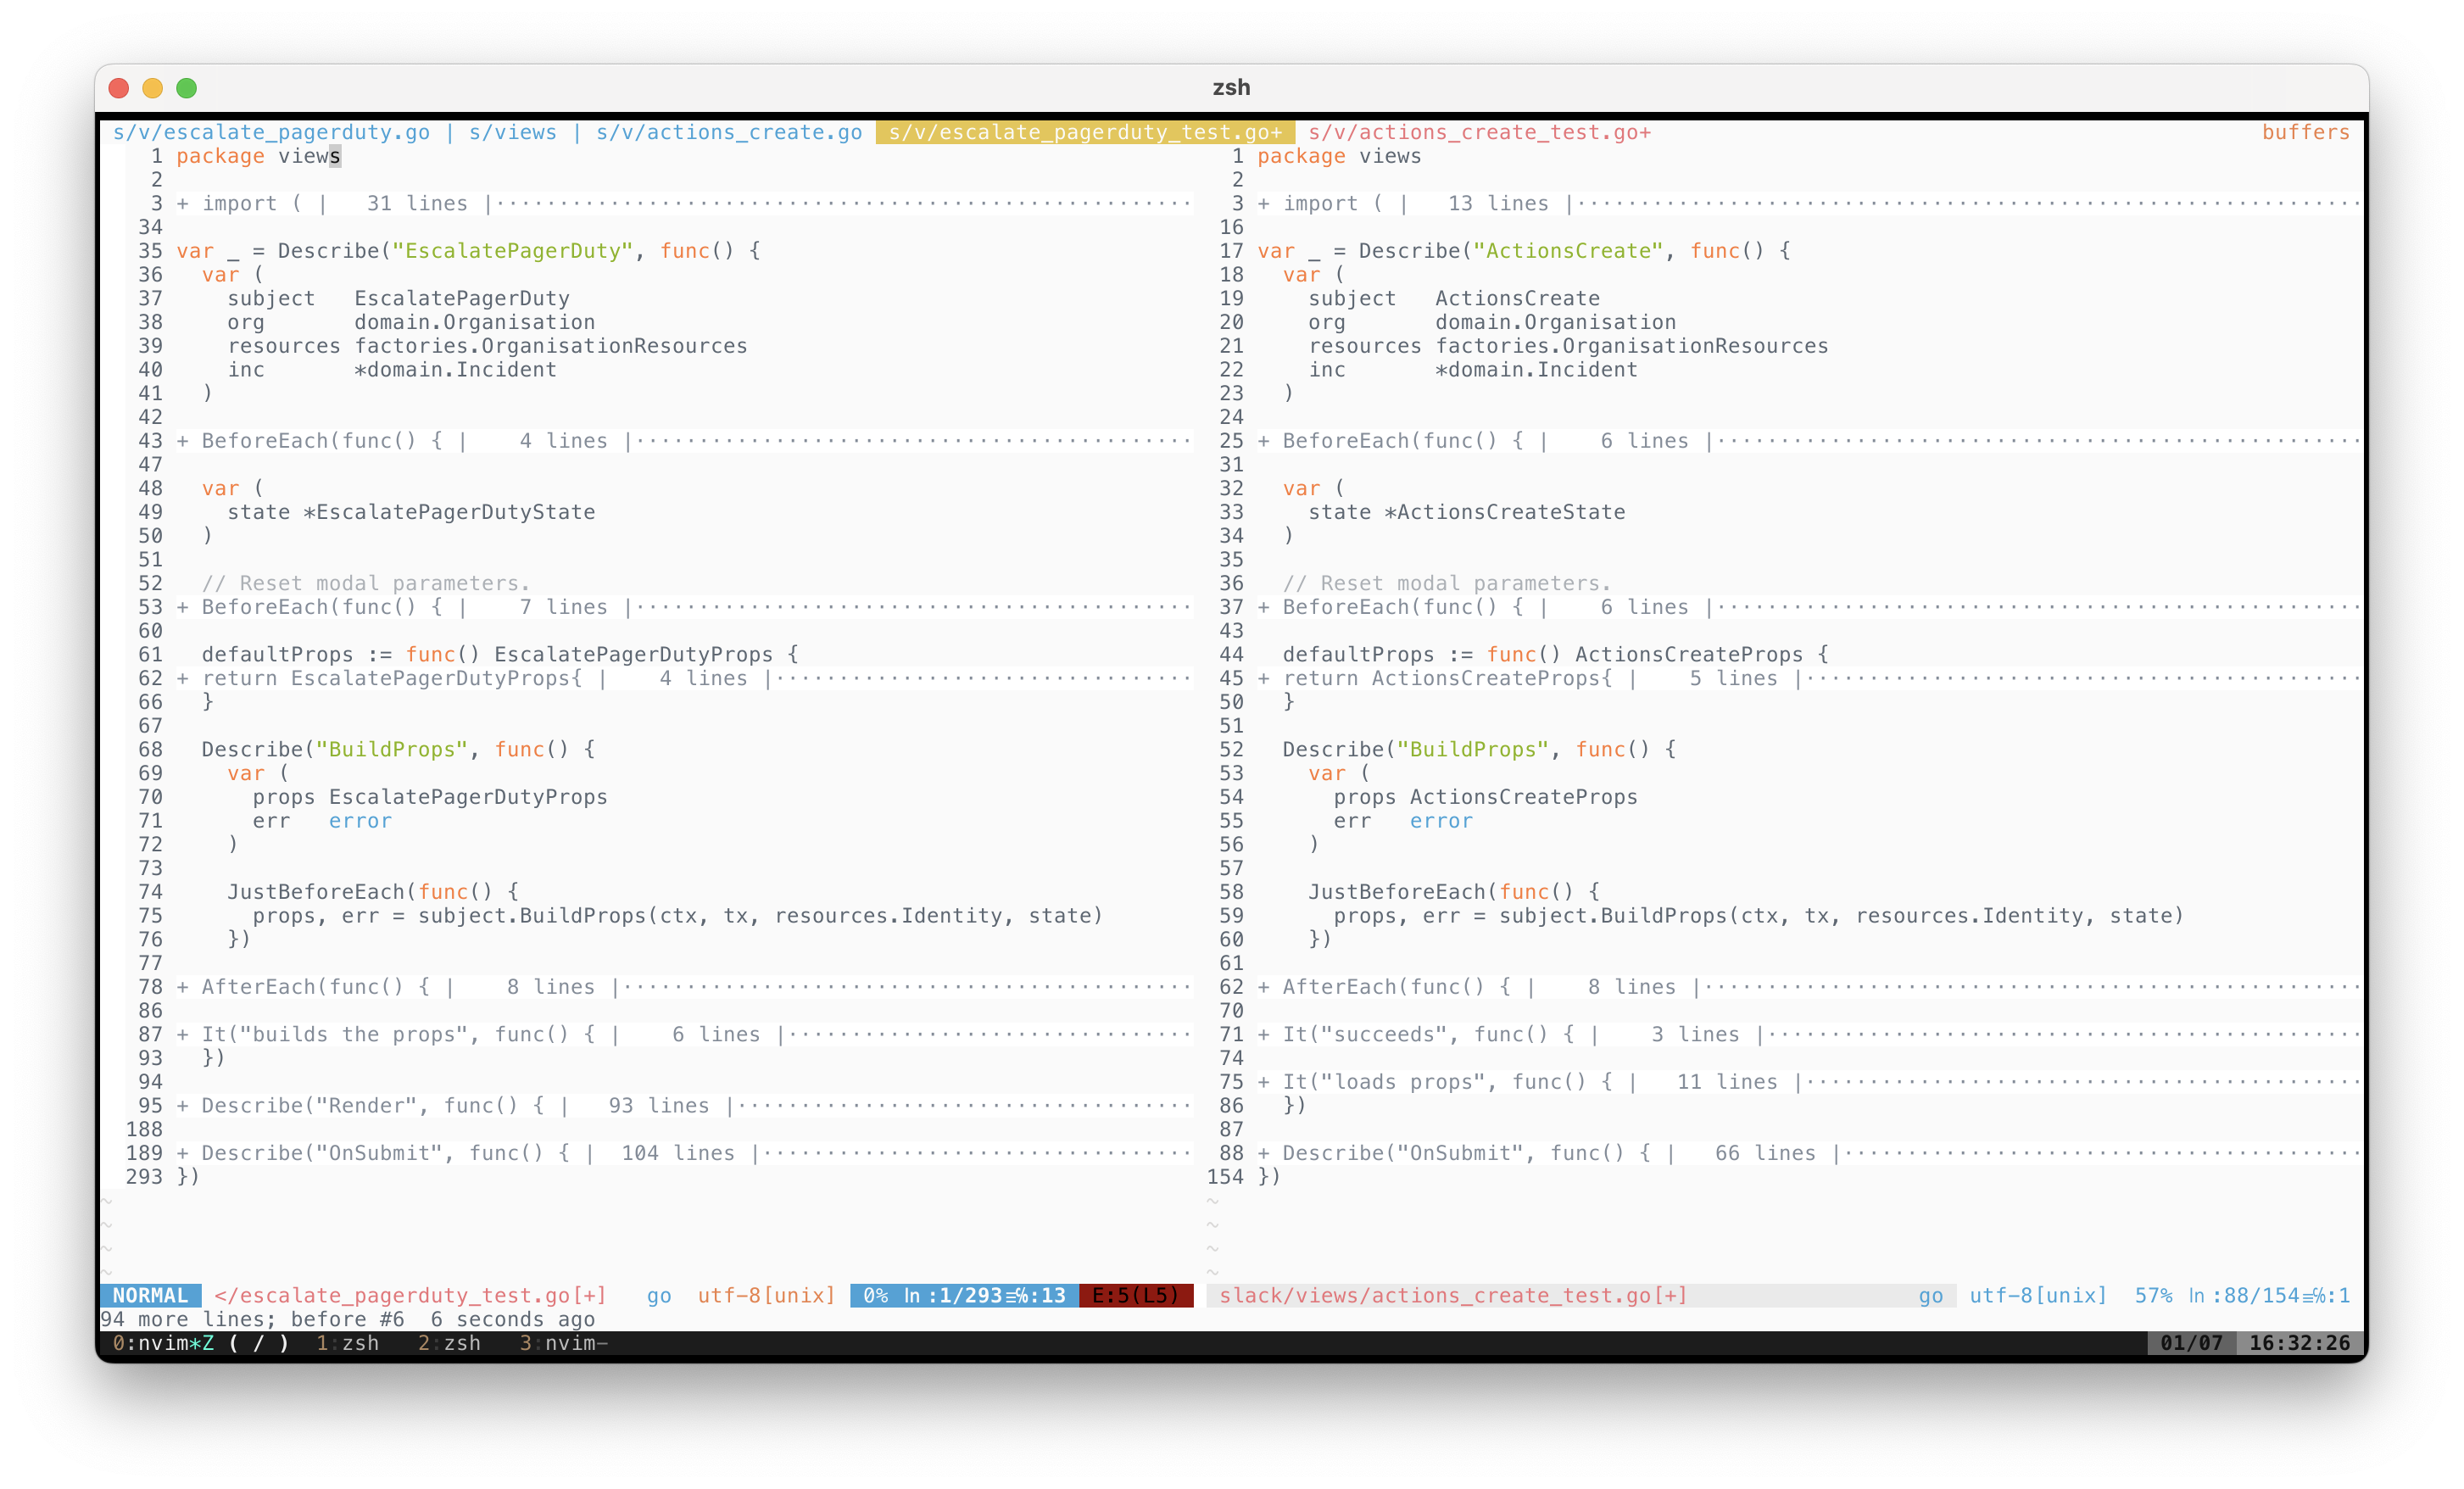 zsh
s/v/escalate_pagerduty.go | s/views | s/v/actions_create.go s/v/escalate_pagerduty_test.go+ s/v/actions_create_test.go+ buffers
1 package views
2
3 + import ( |   31 lines |
34
35 var _ = Describe("EscalatePagerDuty", func() {
36   var (
37     subject   EscalatePagerDuty
38     org       domain.Organisation
39     resources factories.OrganisationResources
40     inc       *domain.Incident
41   )
42
43 + BeforeEach(func() { |    4 lines |
47
48   var (
49     state *EscalatePagerDutyState
50   )
51
52   // Reset modal parameters.
53 + BeforeEach(func() { |    7 lines |
60
61   defaultProps := func() EscalatePagerDutyProps {
62 + return EscalatePagerDutyProps{ |    4 lines |
66   }
67
68   Describe("BuildProps", func() {
69     var (
70       props EscalatePagerDutyProps
71       err   error
72     )
73
74     JustBeforeEach(func() {
75       props, err = subject.BuildProps(ctx, tx, resources.Identity, state)
76     })
77
78 + AfterEach(func() { |    8 lines |
86
87 + It("builds the props", func() { |    6 lines |
93   })
94
95 + Describe("Render", func() { |   93 lines |
188
189 + Describe("OnSubmit", func() { |  104 lines |
293 })
~
~
~
~
NORMAL </escalate_pagerduty_test.go[+] go utf-8[unix] 0% ln :1/293≡℅:13 E:5(L5)
1 package views
2
3 + import ( |   13 lines |
16
17 var _ = Describe("ActionsCreate", func() {
18   var (
19     subject   ActionsCreate
20     org       domain.Organisation
21     resources factories.OrganisationResources
22     inc       *domain.Incident
23   )
24
25 + BeforeEach(func() { |    6 lines |
31
32   var (
33     state *ActionsCreateState
34   )
35
36   // Reset modal parameters.
37 + BeforeEach(func() { |    6 lines |
43
44   defaultProps := func() ActionsCreateProps {
45 + return ActionsCreateProps{ |    5 lines |
50   }
51
52   Describe("BuildProps", func() {
53     var (
54       props ActionsCreateProps
55       err   error
56     )
57
58     JustBeforeEach(func() {
59       props, err = subject.BuildProps(ctx, tx, resources.Identity, state)
60     })
61
62 + AfterEach(func() { |    8 lines |
70
71 + It("succeeds", func() { |    3 lines |
74
75 + It("loads props", func() { |   11 lines |
86   })
87
88 + Describe("OnSubmit", func() { |   66 lines |
154 })
~
~
~
~
slack/views/actions_create_test.go[+] go utf-8[unix] 57% ln :88/154≡℅:1
94 more lines; before #6  6 seconds ago
0:nvim*Z ( / )  1:zsh   2:zsh   3:nvim- 01/07 16:32:26